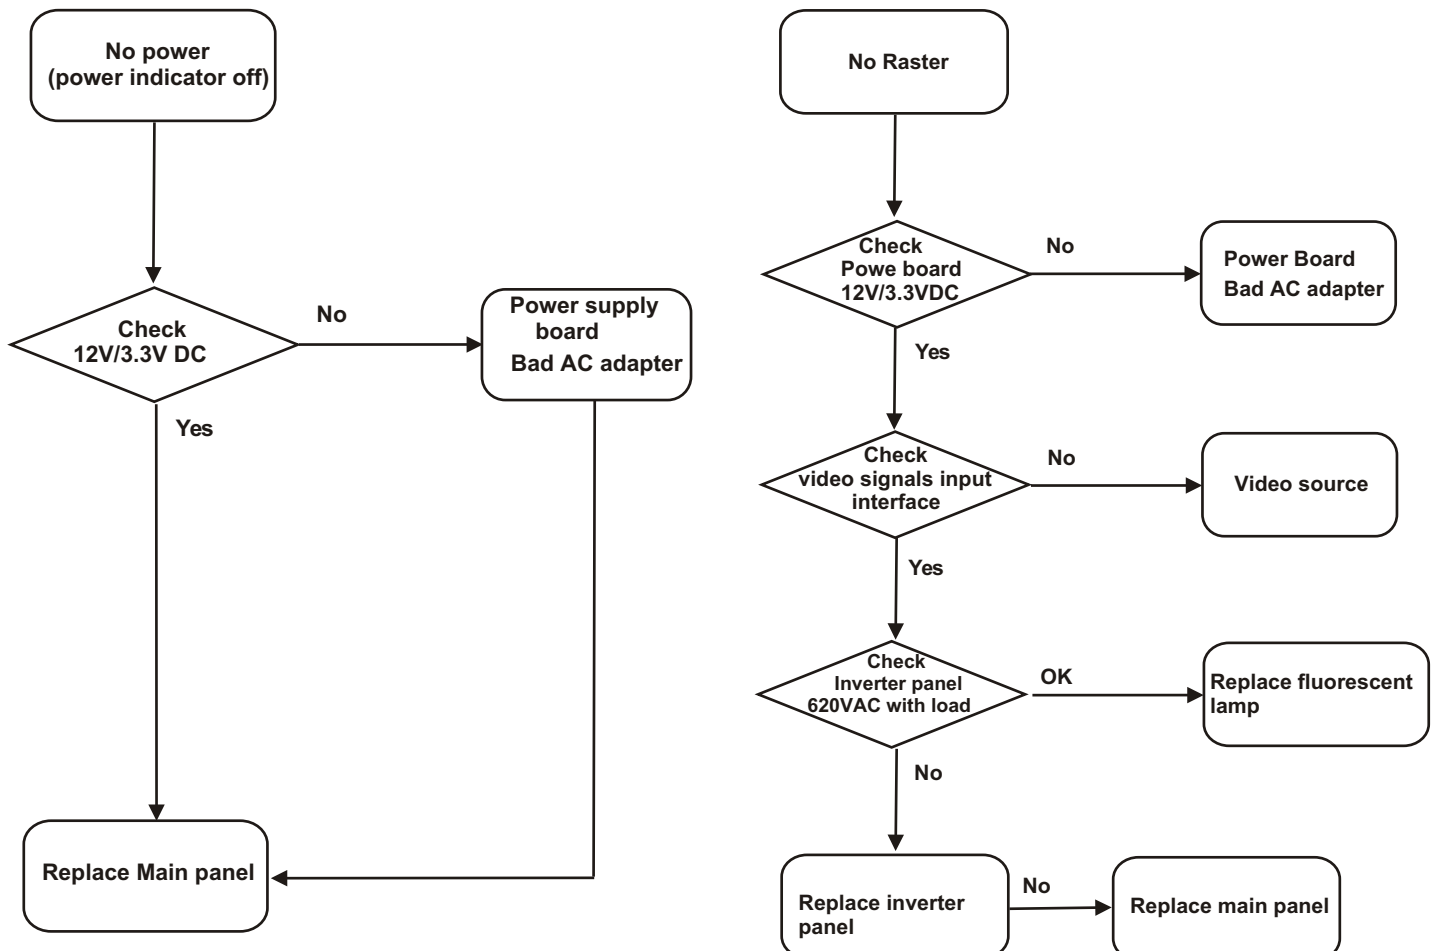 No power
(power indicator off)
Check
12V/3.3V DC
No
Power supply
board
Bad AC adapter
Yes
Replace Main panel
No Raster
Check
Powe board
12V/3.3VDC
No
Power Board
Bad AC adapter
Yes
Check
video signals input
interface
No
Video source
Yes
Check
Inverter panel
620VAC with load
OK
Replace fluorescent
lamp
No
Replace inverter
panel
No
Replace main panel